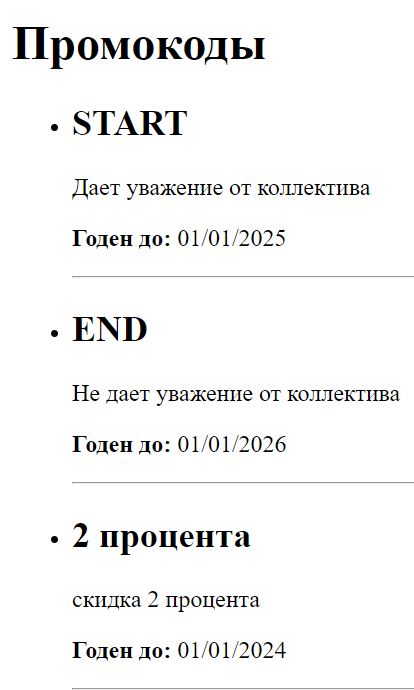 Промокоды
START
Дает уважение от коллектива
Годен до: 01/01/2025
END
Не дает уважение от коллектива
Годен до: 01/01/2026
2 процента
скидка 2 процента
Годен до: 01/01/2024